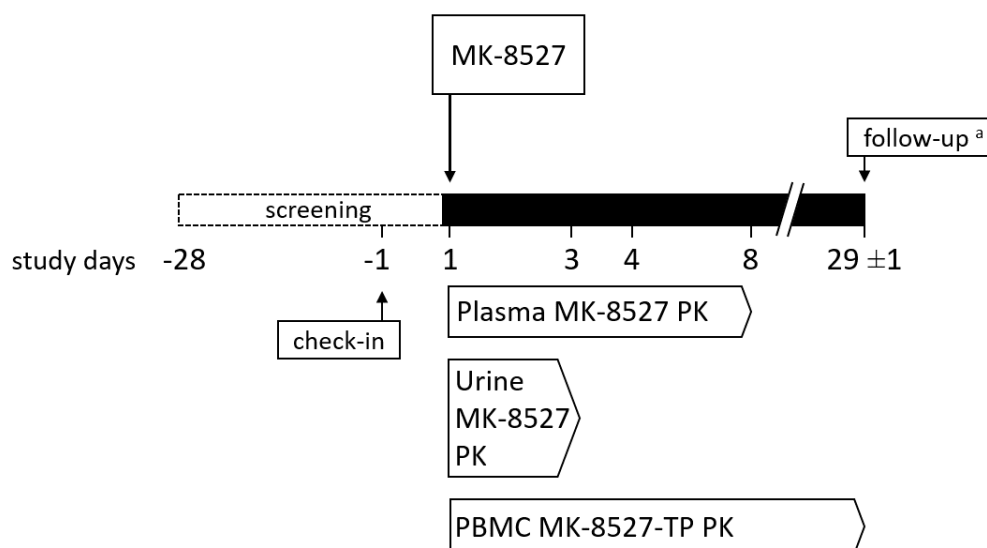 MK-8527
follow-up ᵃ
screening
study days -28 -1 1 3 4 8 29 ±1
check-in
Plasma MK-8527 PK
Urine
MK-8527
PK
PBMC MK-8527-TP PK